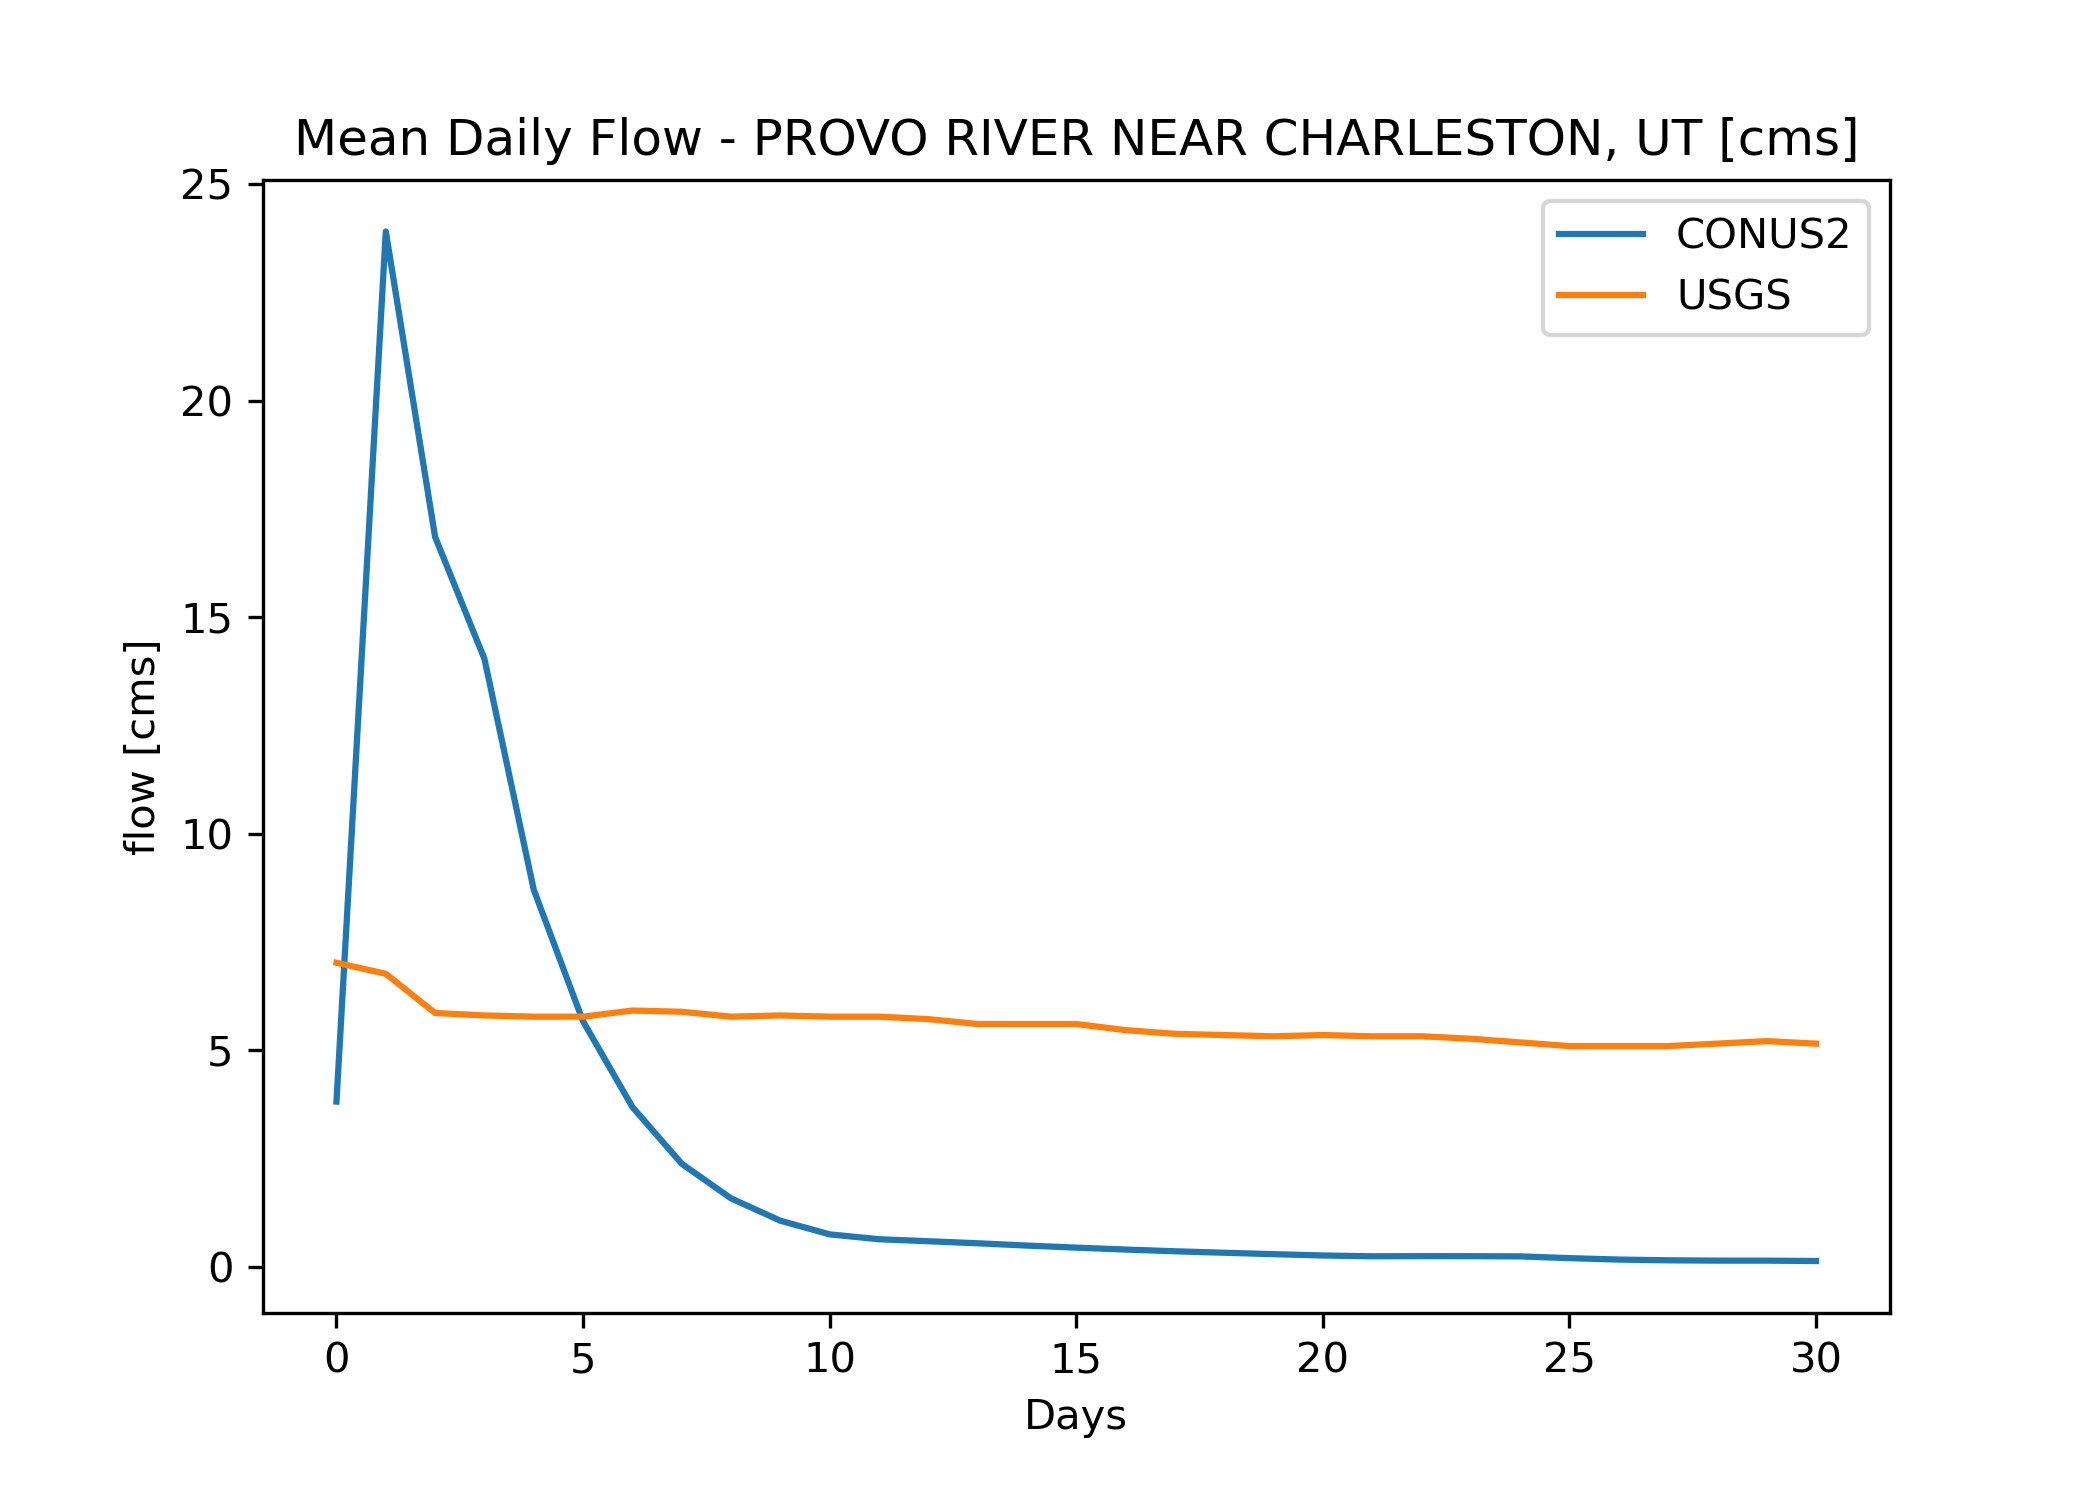 Mean Daily Flow - PROVO RIVER NEAR CHARLESTON, UT [cms]
CONUS2
USGS
25
20
15
10
5
0
flow [cms]
0 5 10 15 20 25 30
Days